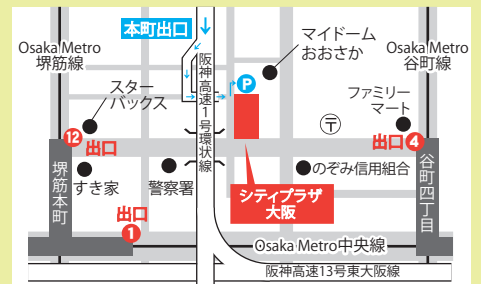 本町出口
Osaka Metro
堺筋線
スター
バックス
阪神高速1号環状線
P
マイドーム
おおさか
Osaka Metro
谷町線
ファミリー
マート
〒
12
出口
出口
4
堺筋本町
すき家
警察署
シティプラザ
大阪
のぞみ信用組合
谷町四丁目
出口
1
Osaka Metro中央線
阪神高速13号東大阪線